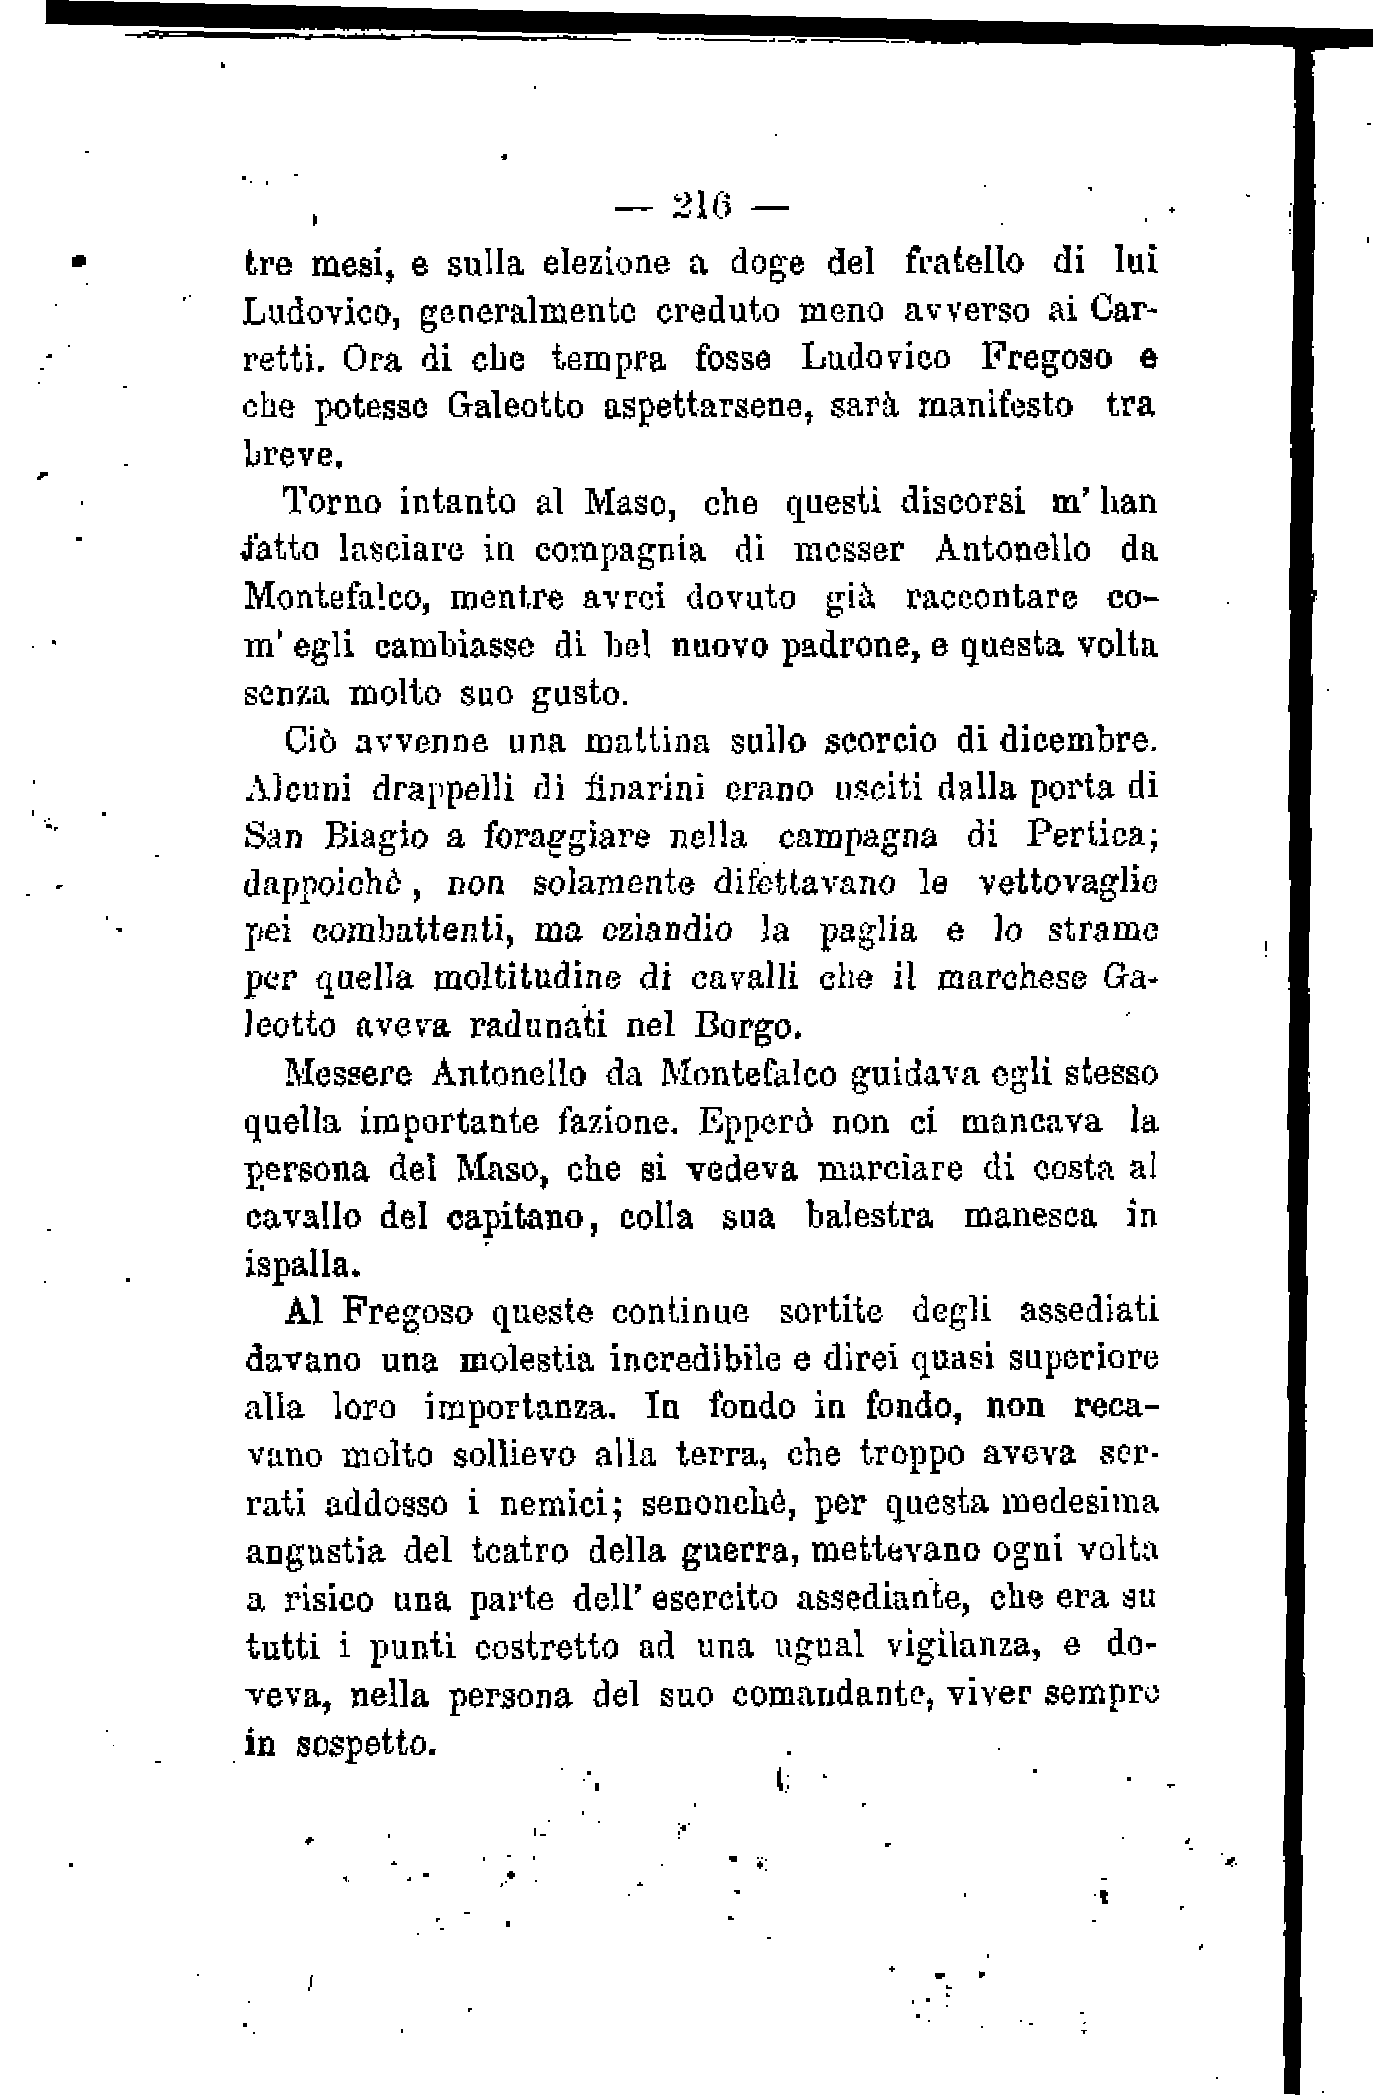 — 216 —
tre mesi, e sulla elezione a doge del fratello di lui
Ludovico, generalmente creduto meno avverso ai Car-
retti. Ora di che tempra fosse Ludovico Fregoso e
che potesse Galeotto aspettarsene, sarà manifesto tra
breve.
Torno intanto al Maso, che questi discorsi m' han
fatto lasciare in compagnia di messer Antonello da
Montefalco, mentre avrei dovuto già raccontare co-
m' egli cambiasse di bel nuovo padrone, e questa volta
senza molto suo gusto.
Ciò avvenne una mattina sullo scorcio di dicembre.
Alcuni drappelli di finarini erano usciti dalla porta di
San Biagio a foraggiare nella campagna di Pertica;
dappoichè, non solamente difettavano le vettovaglie
pei combattenti, ma eziandio la paglia e lo strame
per quella moltitudine di cavalli che il marchese Ga-
leotto aveva radunati nel Borgo.
Messere Antonello da Montefalco guidava egli stesso
quella importante fazione. Epperò non ci mancava la
persona del Maso, che si vedeva marciare di costa al
cavallo del capitano, colla sua balestra manesca in
ispalla.
Al Fregoso queste continue sortite degli assediati
davano una molestia incredibile e direi quasi superiore
alla loro importanza. In fondo in fondo, non reca-
vano molto sollievo alla terra, che troppo aveva ser-
rati addosso i nemici; senonchè, per questa medesima
angustia del teatro della guerra, mettevano ogni volta
a risico una parte dell' esercito assediante, che era su
tutti i punti costretto ad una ugual vigilanza, e do-
veva, nella persona del suo comandante, viver sempre
in sospetto.